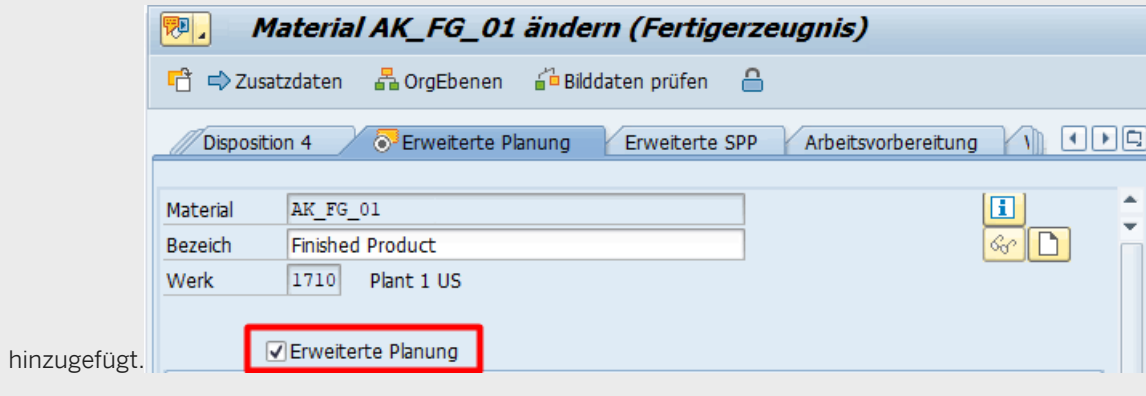 Material AK_FG_01 ändern (Fertigerzeugnis)
Zusatzdaten OrgEbenen Bilddaten prüfen
Disposition 4 Erweiterte Planung Erweiterte SPP Arbeitsvorbereitung
Material AK_FG_01
Bezeich Finished Product
Werk 1710 Plant 1 US
Erweiterte Planung
hinzugefügt.